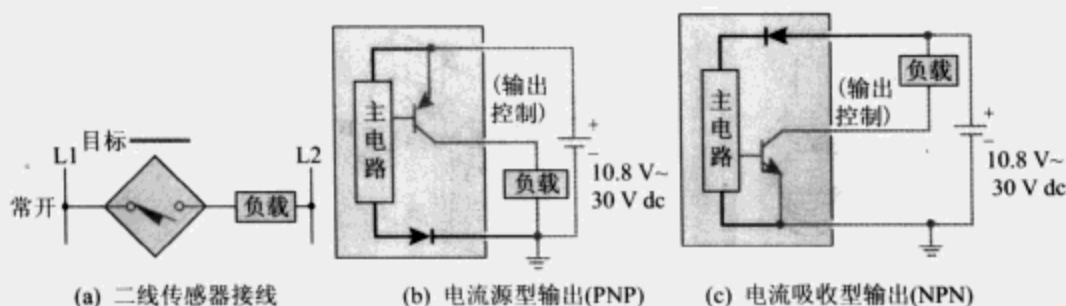 目标
L1
L2
常开
负载
(a) 二线传感器接线
主电路
(输出
控制)
+
−
10.8 V~
30 V dc
负载
(b) 电流源型输出(PNP)
主电路
(输出
控制)
负载
+
−
10.8 V~
30 V dc
(c) 电流吸收型输出(NPN)